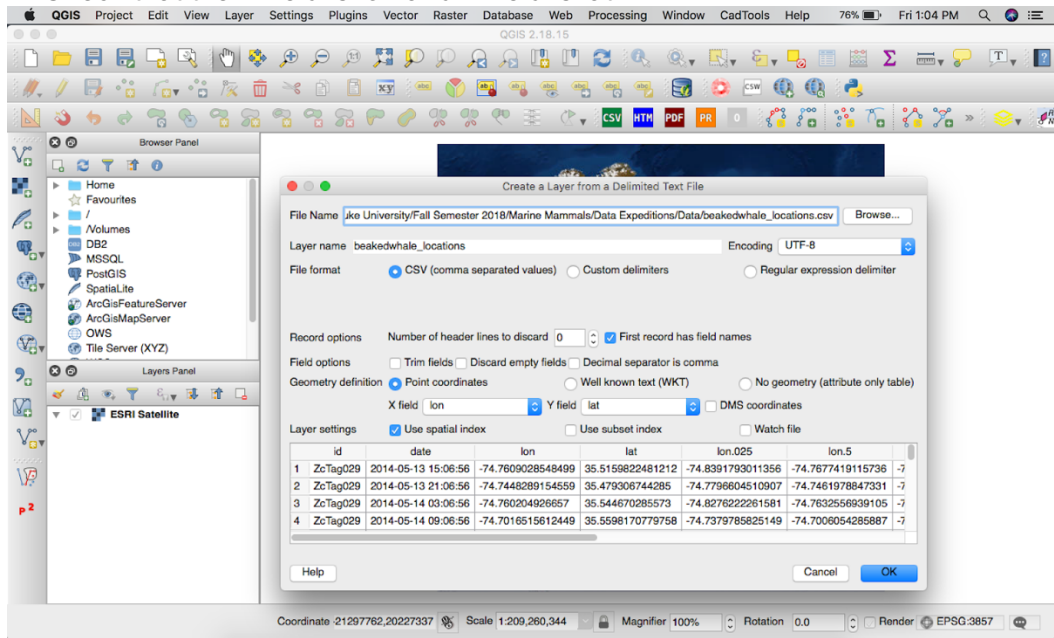 QGIS Project Edit View Layer Settings Plugins Vector Raster Database Web Processing Window CadTools Help 76% Fri 1:04 PM
QGIS 2.18.15
CSV HTM PDF PR 0
Browser Panel
Home
Favourites
/
/Volumes
DB2
MSSQL
PostGIS
SpatiaLite
ArcGisFeatureServer
ArcGisMapServer
OWS
Tile Server (XYZ)
Layers Panel
ESRI Satellite
Create a Layer from a Delimited Text File
File Name uke University/Fall Semester 2018/Marine Mammals/Data Expeditions/Data/beakedwhale_locations.csv Browse...
Layer name beakedwhale_locations Encoding UTF-8
File format CSV (comma separated values) Custom delimiters Regular expression delimiter
Record options Number of header lines to discard 0 First record has field names
Field options Trim fields Discard empty fields Decimal separator is comma
Geometry definition Point coordinates Well known text (WKT) No geometry (attribute only table)
X field lon Y field lat DMS coordinates
Layer settings Use spatial index Use subset index Watch file
id date lon lat lon.025 lon.5
1 ZcTag029 2014-05-13 15:06:56 -74.7609028548499 35.5159822481212 -74.8391793011356 -74.7677419115736 -7
2 ZcTag029 2014-05-13 21:06:56 -74.7448289154559 35.479306744285 -74.7796604510907 -74.7461978847331 -7
3 ZcTag029 2014-05-14 03:06:56 -74.760204926657 35.544670285573 -74.8276222261581 -74.7632556939105 -7
4 ZcTag029 2014-05-14 09:06:56 -74.7016515612449 35.5598170779758 -74.7379785825149 -74.7006054285887 -7
Help Cancel OK
Coordinate -21297762,20227337 Scale 1:209,260,344 Magnifier 100% Rotation 0.0 Render EPSG:3857